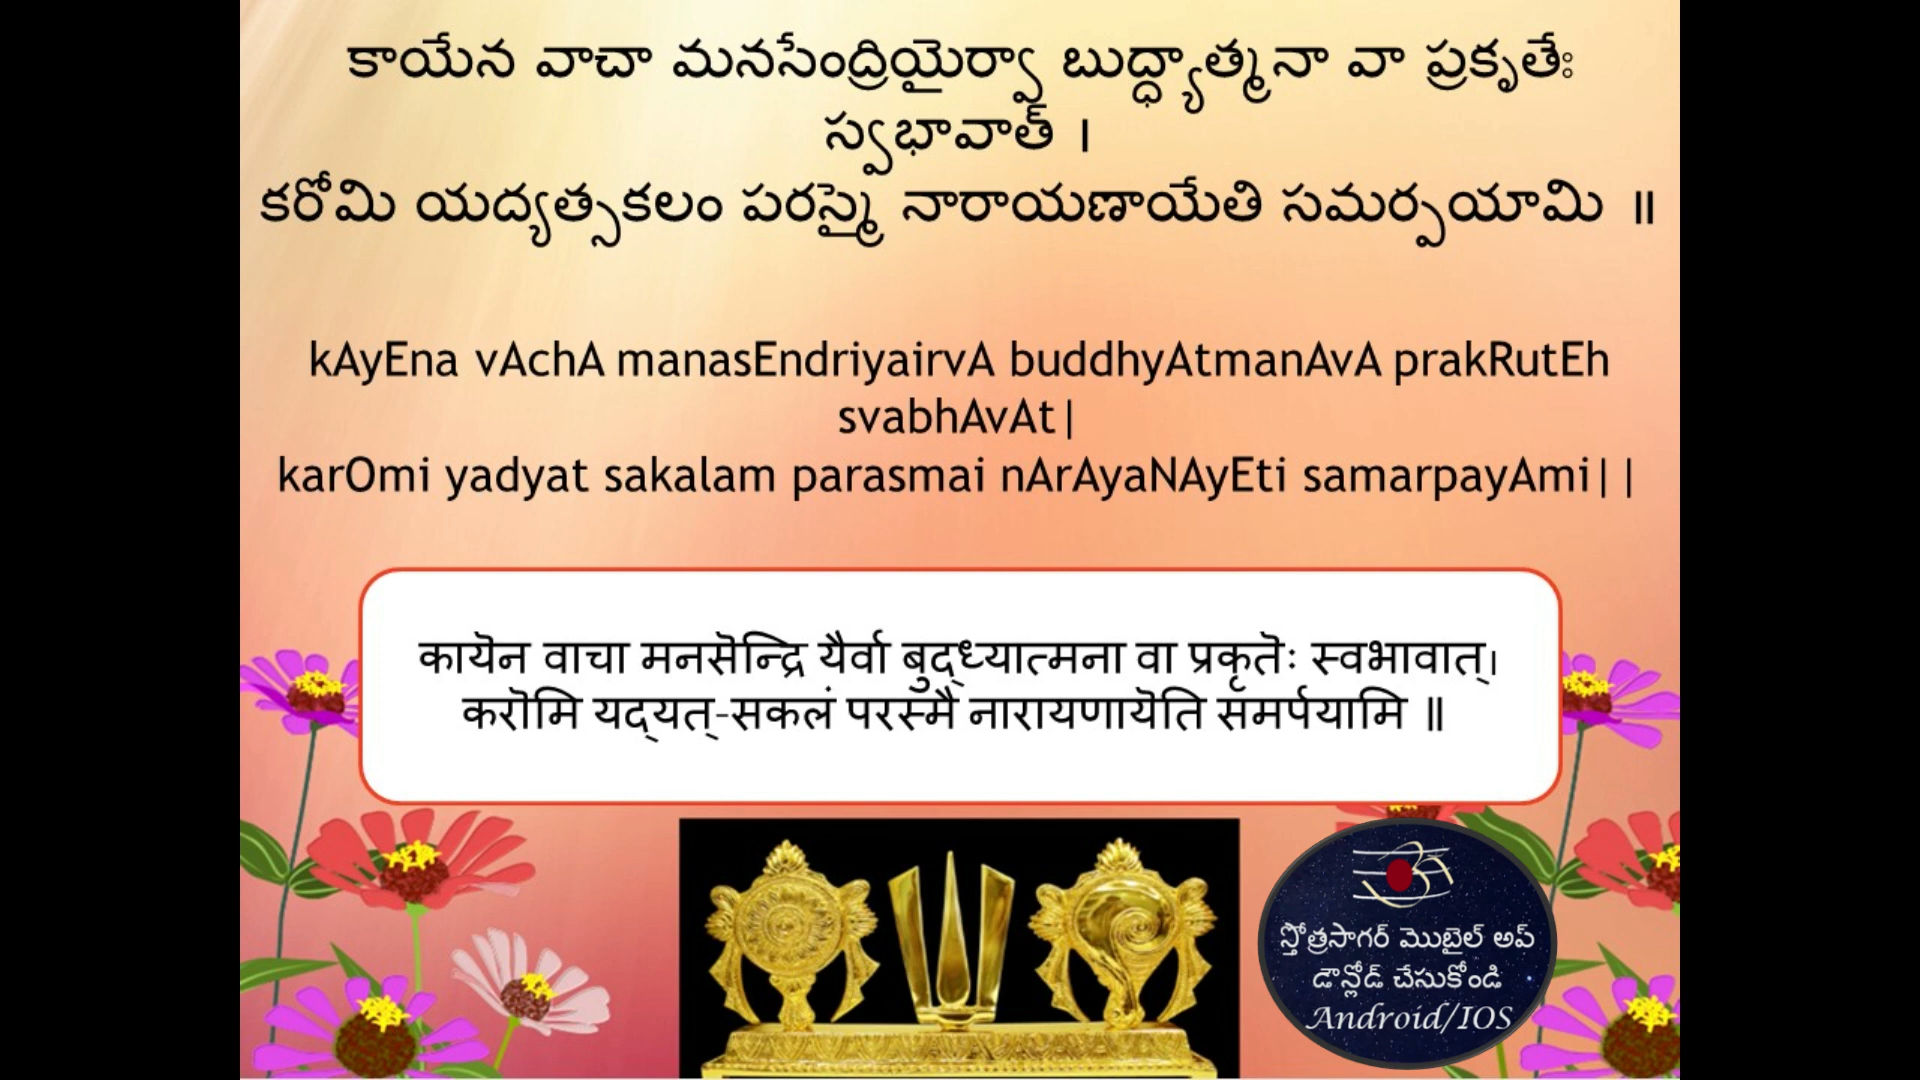 కాయేన వాచా మనసేంద్రియైర్వా బుద్ధ్యాత్మనా వా ప్రకృతేః
స్వభావాత్ ।
కరోమి యద్యత్సకలం పరస్మై నారాయణాయేతి సమర్పయామి ॥
kAyEna vAchA manasEndriyairvA buddhyAtmanAvA prakRutEh
svabhAvAt|
karOmi yadyat sakalam parasmai nArAyaNAyEti samarpayAmi||
कायॆन वाचा मनसॆन्द्रि यैर्वा बुद्ध्यात्मना वा प्रकृतॆः स्वभावात्।
करॊमि यद्यत्-सकलं परस्मै नारायणायॆति समर्पयामि ॥
స్తోత్రసాగర్ మొబైల్ అప్
డౌన్లోడ్ చేసుకోండి
Android/IOS